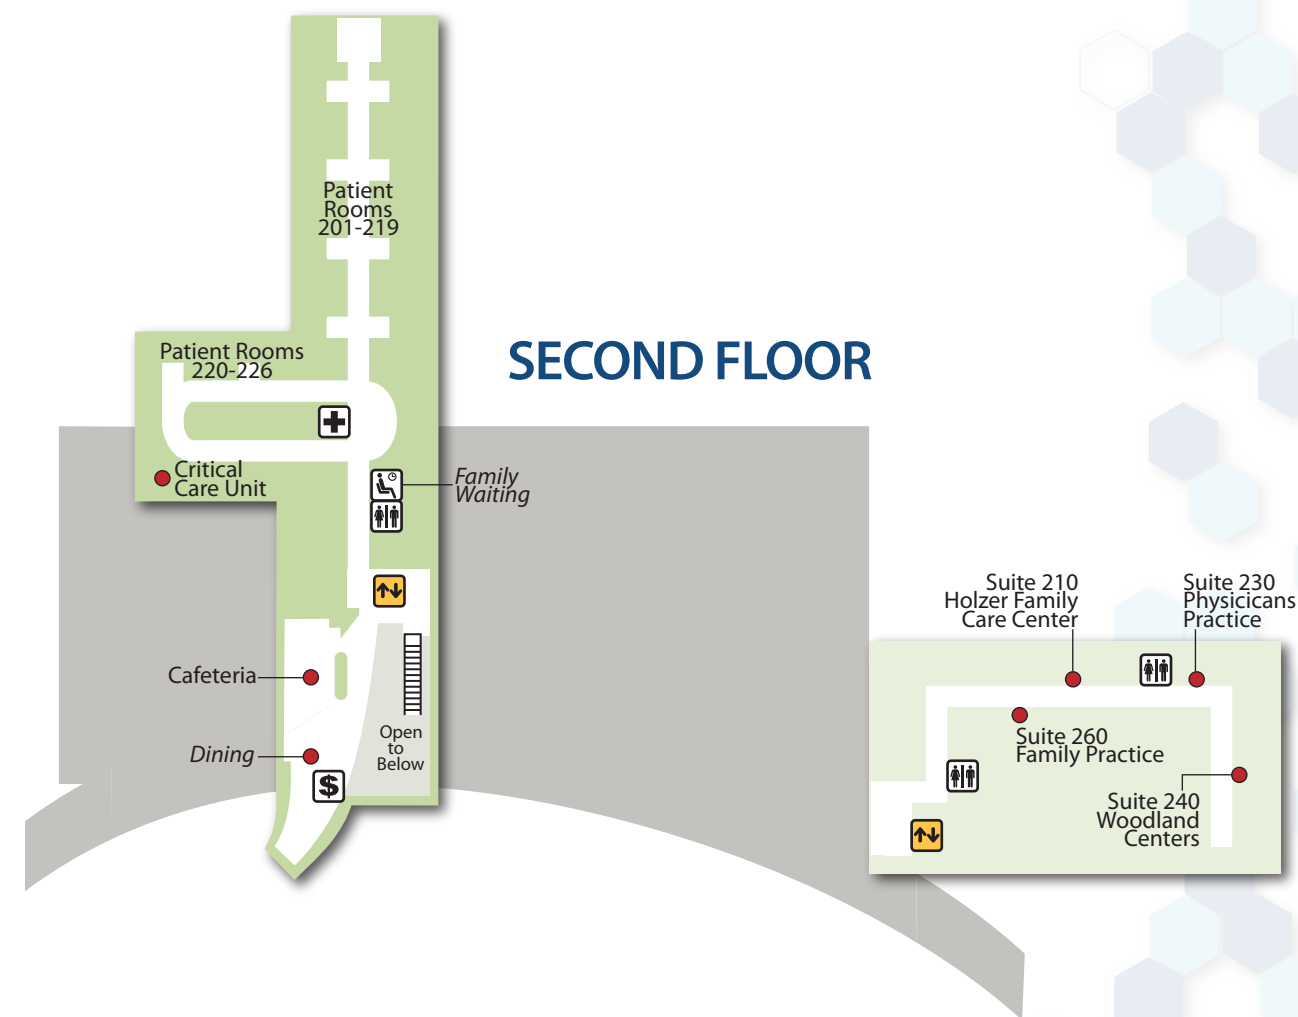 Patient
Rooms
201-219
SECOND FLOOR
Patient Rooms
220-226
Critical
Care Unit
Family
Waiting
Cafeteria
Dining
$
Open
to
Below
Suite 210
Holzer Family
Care Center
Suite 230
Physicicans
Practice
Suite 260
Family Practice
Suite 240
Woodland
Centers